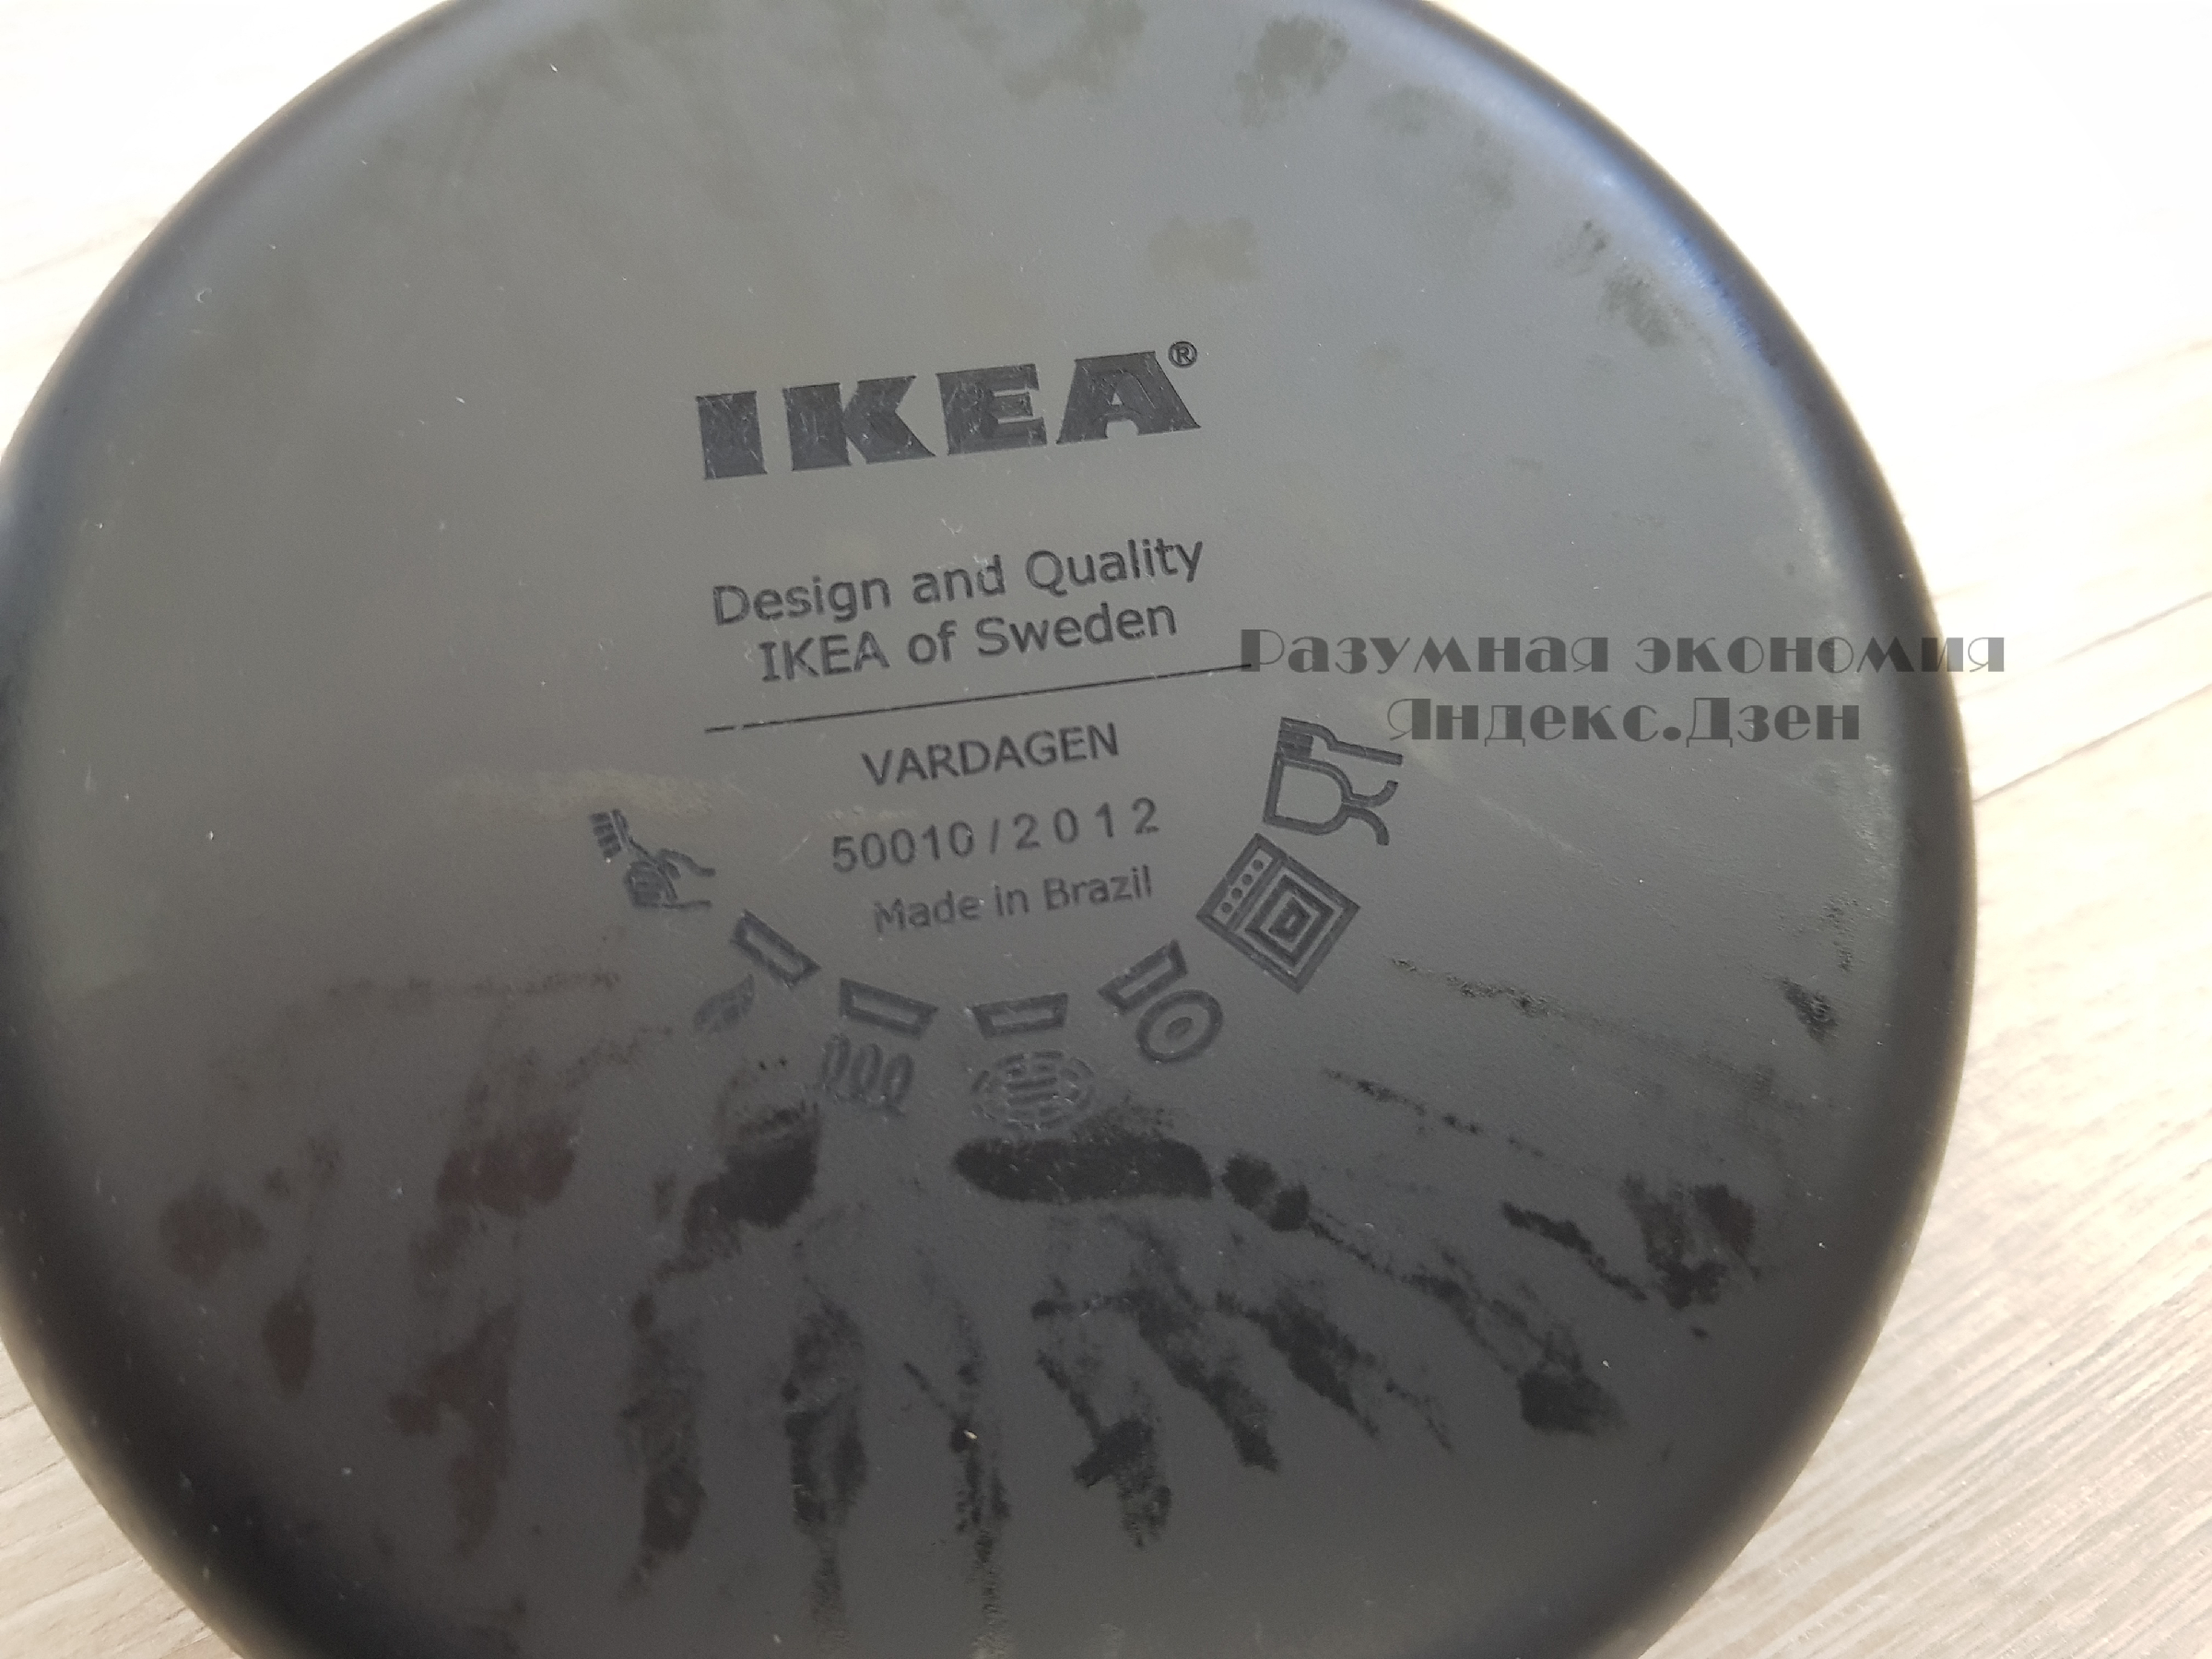 IKEA®
Design and Quality
IKEA of Sweden
Разумная экономия
Яндекс.Дзен
VARDAGEN
50010/2012
Made in Brazil